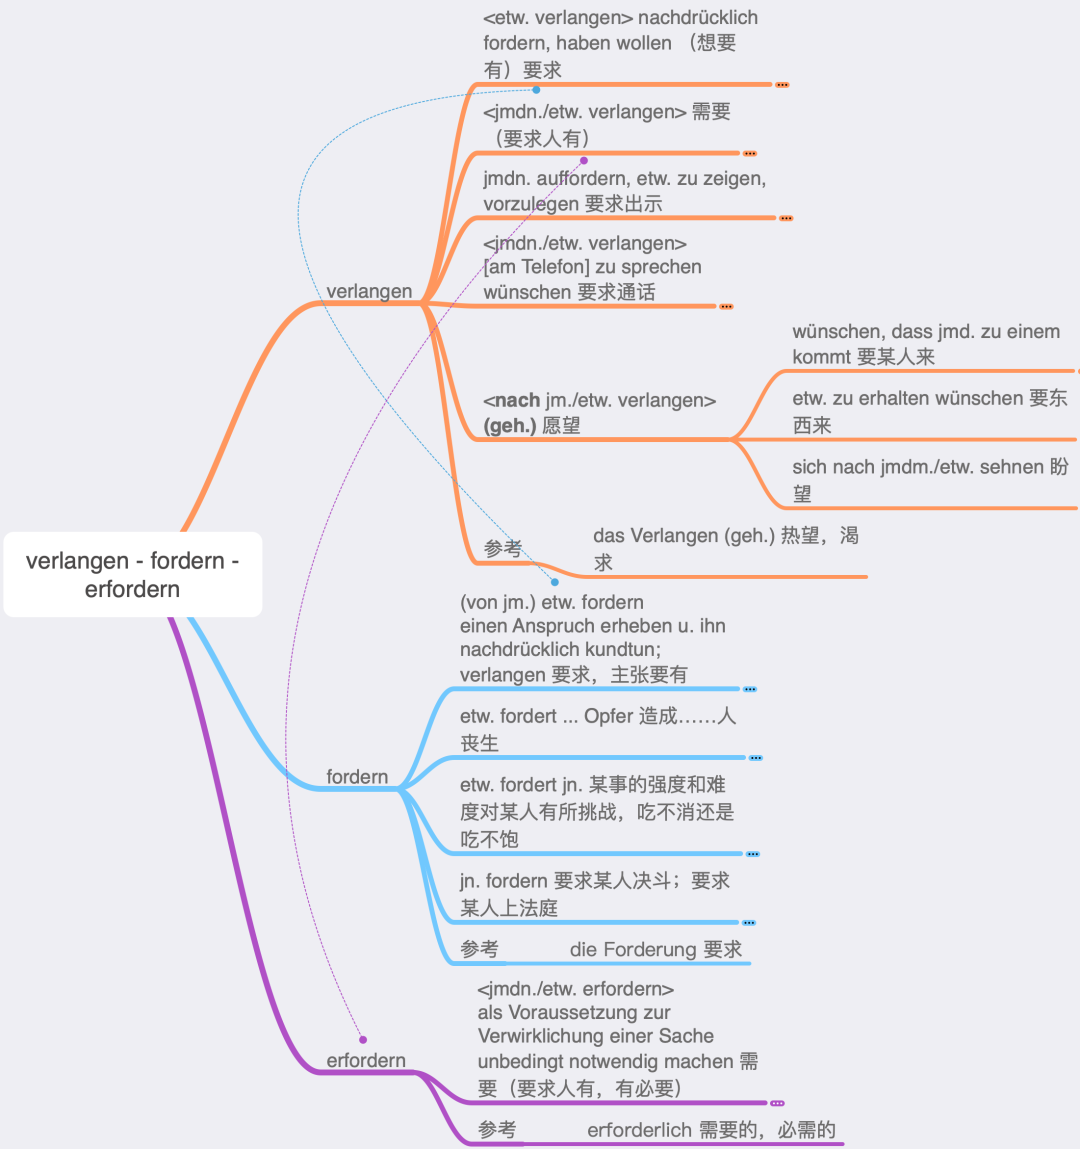 verlangen - fordern -
erfordern
verlangen
<etw. verlangen> nachdrücklich
fordern, haben wollen （想要
有）要求
<jmdn./etw. verlangen> 需要
（要求人有）
jmdn. auffordern, etw. zu zeigen,
vorzulegen 要求出示
<jmdn./etw. verlangen>
[am Telefon] zu sprechen
wünschen 要求通话
<nach jm./etw. verlangen>
(geh.) 愿望
wünschen, dass jmd. zu einem
kommt 要某人来
etw. zu erhalten wünschen 要东
西来
sich nach jmdm./etw. sehnen 盼
望
参考
das Verlangen (geh.) 热望，渴
求
fordern
(von jm.) etw. fordern
einen Anspruch erheben u. ihn
nachdrücklich kundtun;
verlangen 要求，主张要有
etw. fordert ... Opfer 造成……人
丧生
etw. fordert jn. 某事的强度和难
度对某人有所挑战，吃不消还是
吃不饱
jn. fordern 要求某人决斗；要求
某人上法庭
参考
die Forderung 要求
erfordern
<jmdn./etw. erfordern>
als Voraussetzung zur
Verwirklichung einer Sache
unbedingt notwendig machen 需
要（要求人有，有必要）
参考
erforderlich 需要的，必需的